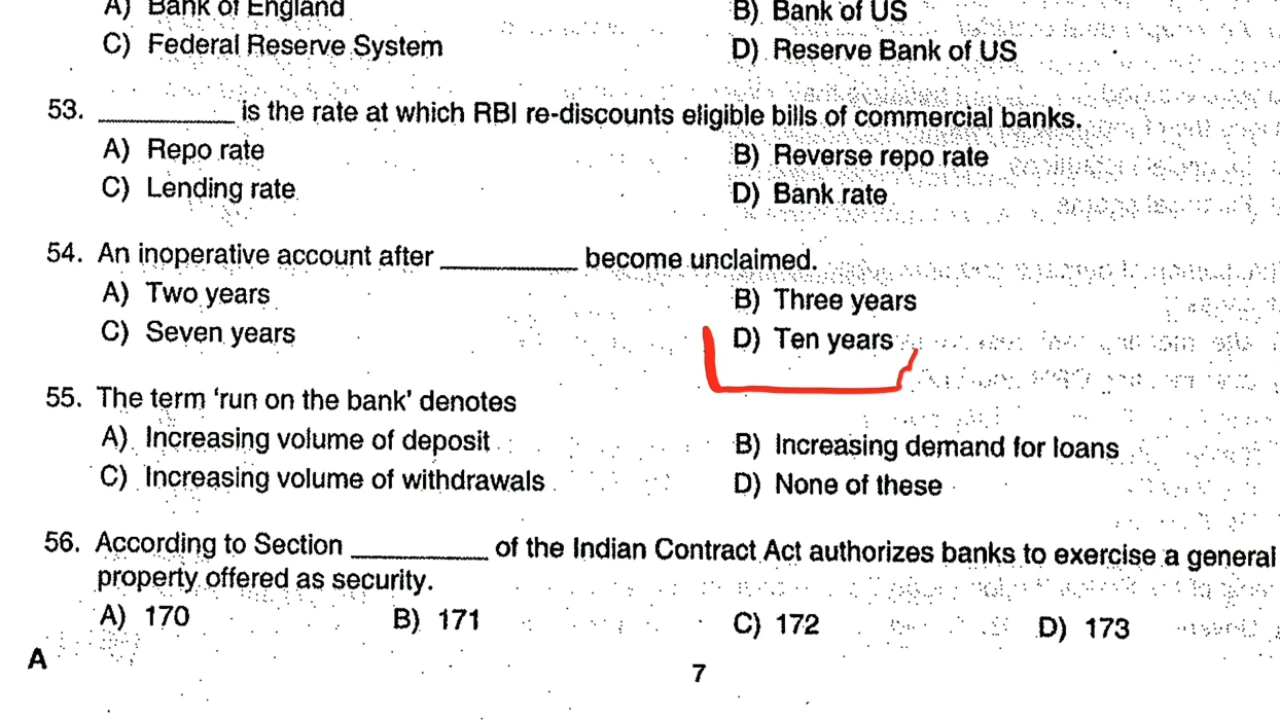 A) Bank of England B) Bank of US
C) Federal Reserve System D) Reserve Bank of US
53. __________ is the rate at which RBI re-discounts eligible bills of commercial banks.
A) Repo rate B) Reverse repo rate
C) Lending rate D) Bank rate
54. An inoperative account after __________ become unclaimed.
A) Two years B) Three years
C) Seven years D) Ten years
55. The term ‘run on the bank’ denotes
A) Increasing volume of deposit B) Increasing demand for loans
C) Increasing volume of withdrawals D) None of these
56. According to Section __________ of the Indian Contract Act authorizes banks to exercise a general
property offered as security.
A) 170 B) 171 C) 172 D) 173
A 7